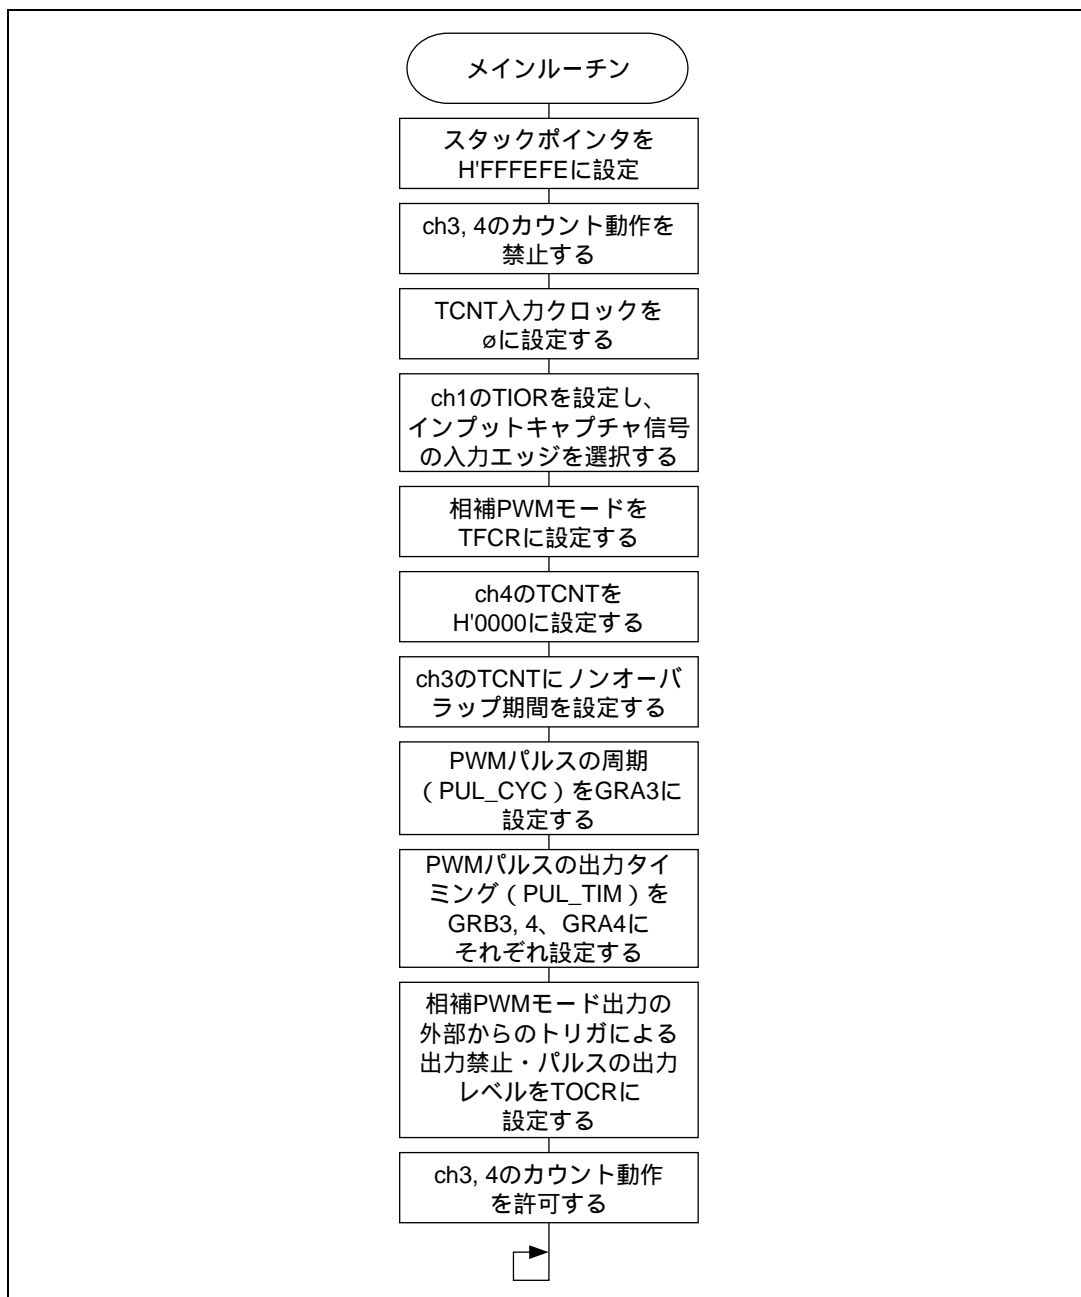 メインルーチン
スタックポインタを
H'FFFEFEに設定
ch3, 4のカウント動作を
禁止する
TCNT入力クロックを
øに設定する
ch1のTIORを設定し、
インプットキャプチャ信号
の入力エッジを選択する
相補PWMモードを
TFCRに設定する
ch4のTCNTを
H'0000に設定する
ch3のTCNTにノンオーバ
ラップ期間を設定する
PWMパルスの周期
（PUL_CYC）をGRA3に
設定する
PWMパルスの出力タイ
ミング（PUL_TIM）を
GRB3, 4、GRA4に
それぞれ設定する
相補PWMモード出力の
外部からのトリガによる
出力禁止・パルスの出力
レベルをTOCRに
設定する
ch3, 4のカウント動作
を許可する